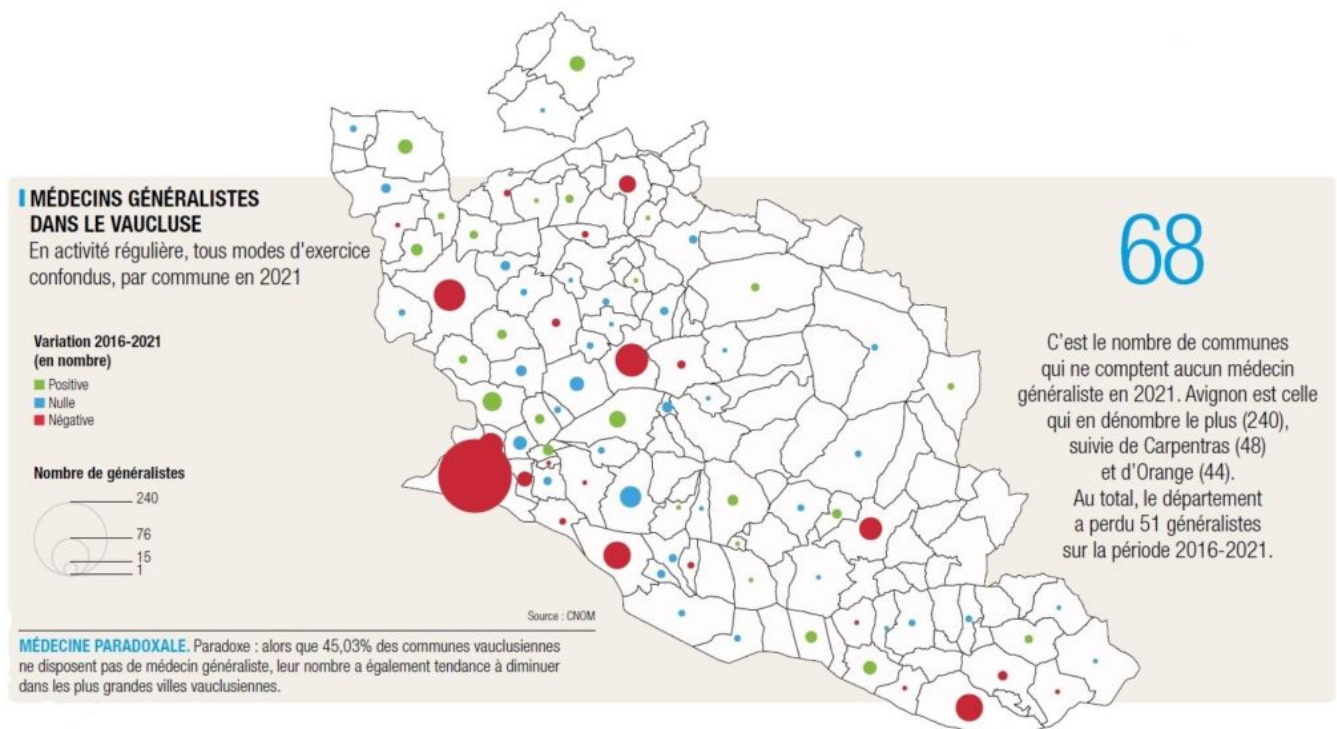 MÉDECINS GÉNÉRALISTES
DANS LE VAUCLUSE
En activité régulière, tous modes d'exercice
confondus, par commune en 2021
Variation 2016-2021
(en nombre)
Positive
Nulle
Négative
Nombre de généralistes
240
76
15
1
Source : CNOM
MÉDECINE PARADOXALE. Paradoxe : alors que 45,03% des communes vauclusiennes
ne disposent pas de médecin généraliste, leur nombre a également tendance à diminuer
dans les plus grandes villes vauclusiennes.
68
C'est le nombre de communes
qui ne comptent aucun médecin
généraliste en 2021. Avignon est celle
qui en dénombre le plus (240),
suivie de Carpentras (48)
et d'Orange (44).
Au total, le département
a perdu 51 généralistes
sur la période 2016-2021.